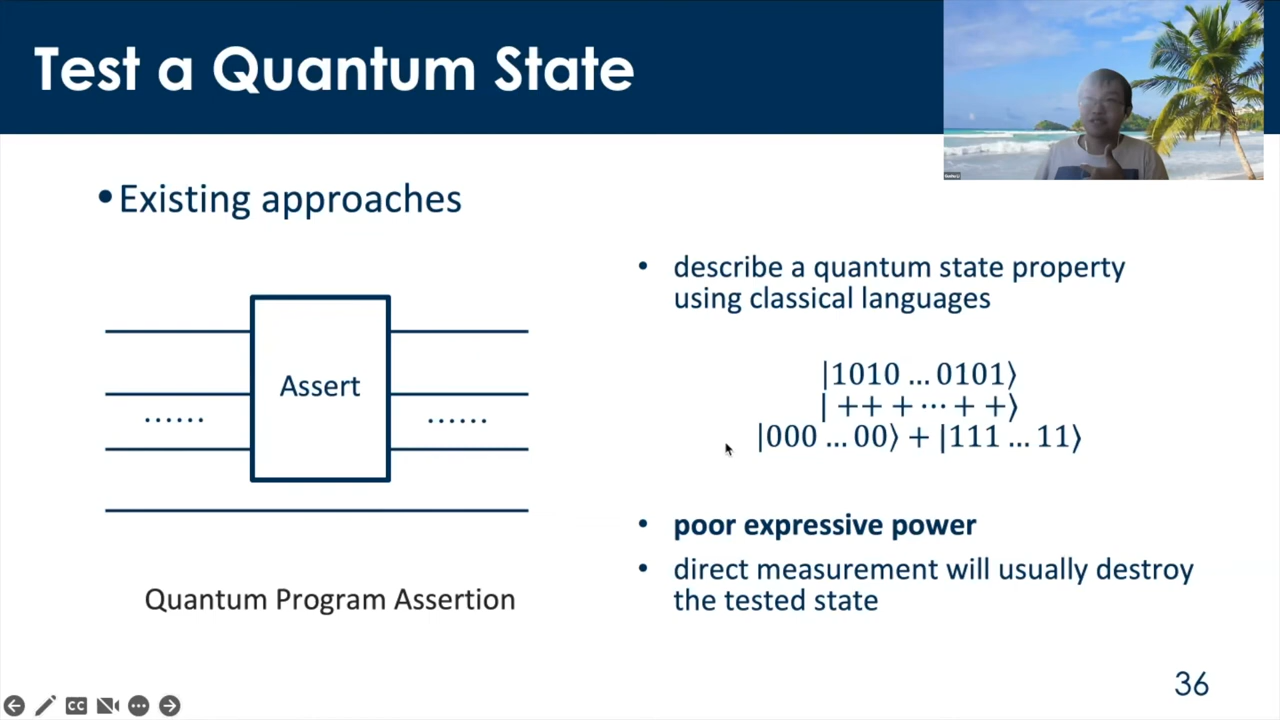 Test a Quantum State
•Existing approaches
Assert
......
......
Quantum Program Assertion
• describe a quantum state property
using classical languages
|1010 … 0101⟩
| ++ + ⋯ + +⟩
|000 … 00⟩ + |111 … 11⟩
• poor expressive power
• direct measurement will usually destroy
the tested state
36
CC